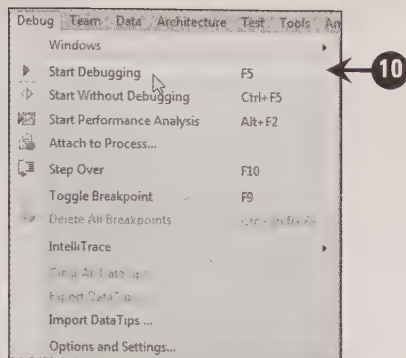 Debug Team Data Architecture Test Tools An
Windows
Start Debugging F5
10
Start Without Debugging Ctrl+F5
Start Performance Analysis Alt+F2
Attach to Process...
Step Over F10
Toggle Breakpoint F9
Delete All Breakpoints
IntelliTrace
Import DataTips ...
Options and Settings...